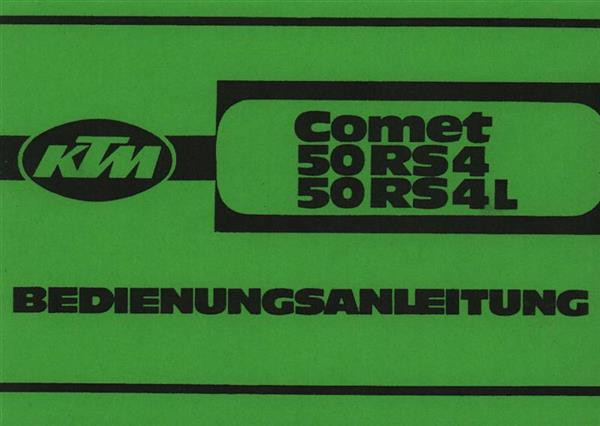 KTM
Comet
50 RS 4
50 RS 4 L
BEDIENUNGSANLEITUNG